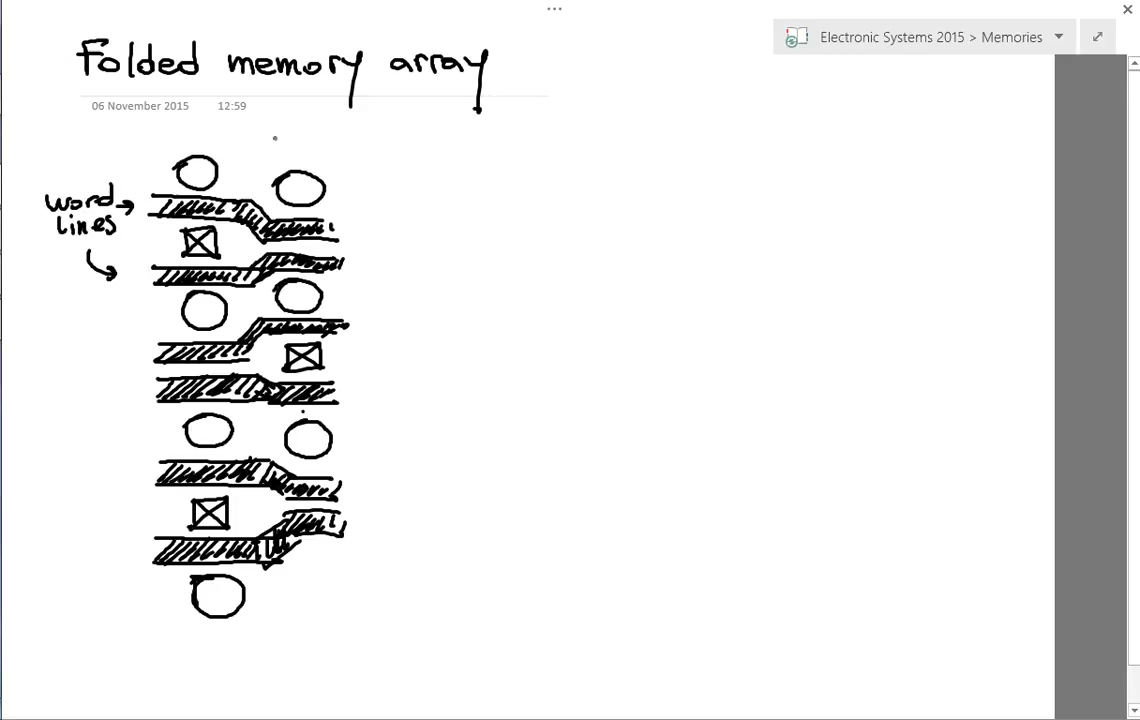 Electronic Systems 2015 > Memories
Folded memory array
06 November 2015 12:59
word
lines